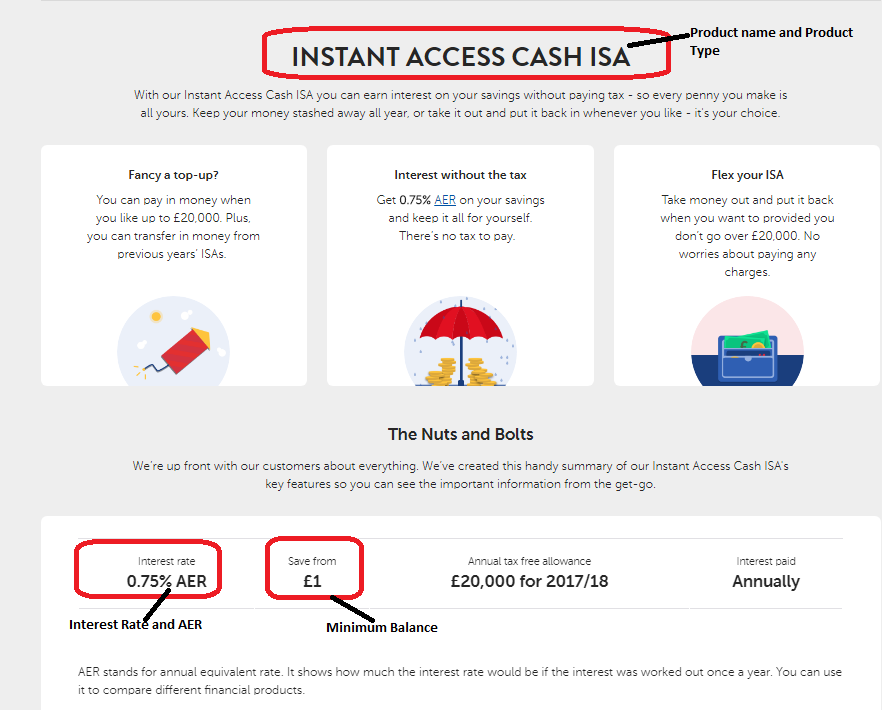 INSTANT ACCESS CASH ISA
Product name and Product
Type
With our Instant Access Cash ISA you can earn interest on your savings without paying tax - so every penny you make is
all yours. Keep your money stashed away all year, or take it out and put it back in whenever you like - it's your choice.
Fancy a top-up?
You can pay in money when
you like up to £20,000. Plus,
you can transfer in money from
previous years' ISAs.
Interest without the tax
Get 0.75% AER on your savings
and keep it all for yourself.
There's no tax to pay.
Flex your ISA
Take money out and put it back
when you want to provided you
don't go over £20,000. No
worries about paying any
charges.
The Nuts and Bolts
We're up front with our customers about everything. We've created this handy summary of our Instant Access Cash ISA's
key features so you can see the important information from the get-go.
Interest rate
0.75% AER
Save from
£1
Annual tax free allowance
£20,000 for 2017/18
Interest paid
Annually
Interest Rate and AER
Minimum Balance
AER stands for annual equivalent rate. It shows how much the interest rate would be if the interest was worked out once a year. You can use
it to compare different financial products.